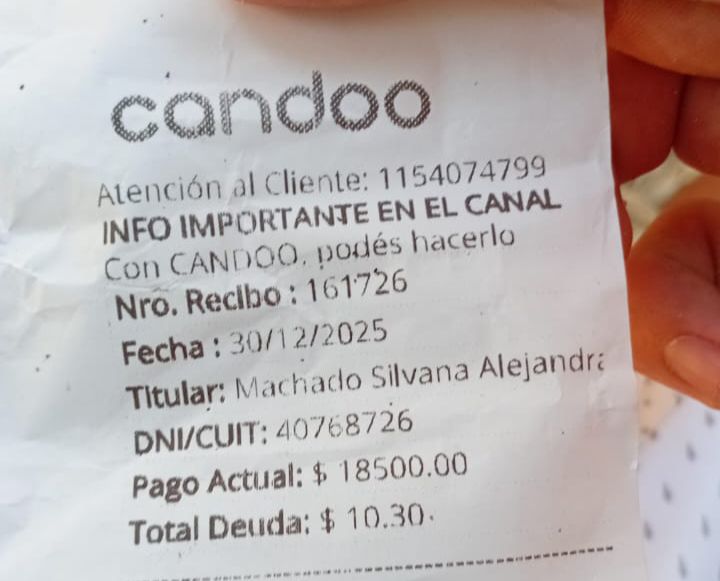 candoo
Atención al Cliente: 1154074799
INFO IMPORTANTE EN EL CANAL
Con CANDOO, podés hacerlo
Nro. Recibo : 161726
Fecha : 30/12/2025
Titular: Machado Silvana Alejandra
DNI/CUIT: 40768726
Pago Actual: $ 18500.00
Total Deuda: $ 10.30.